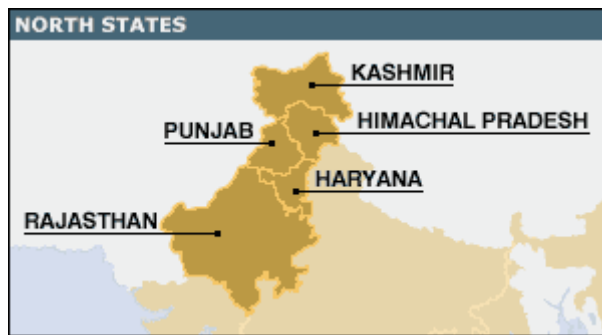 NORTH STATES
KASHMIR
HIMACHAL PRADESH
PUNJAB
HARYANA
RAJASTHAN